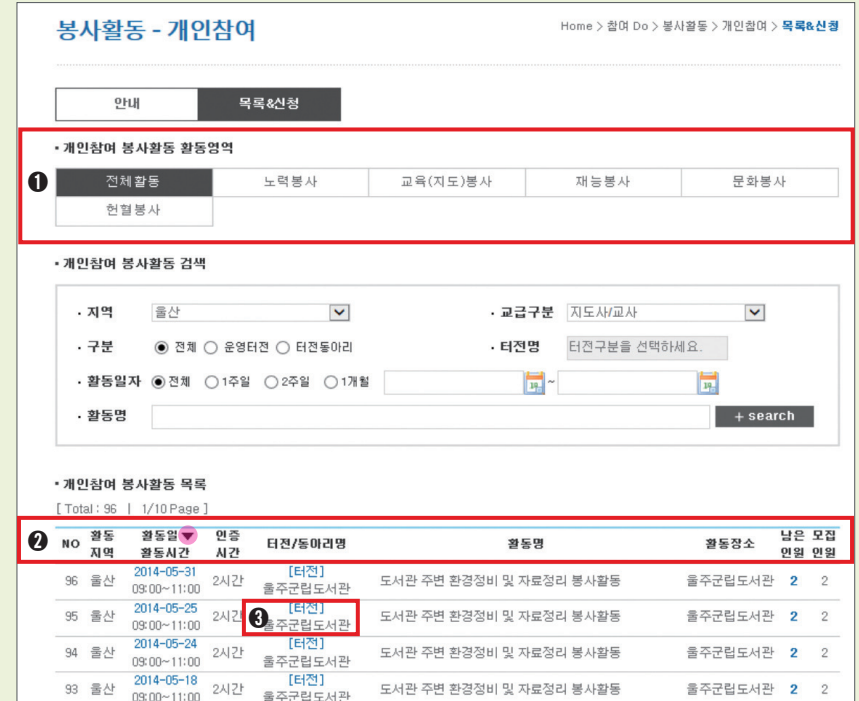 봉사활동 - 개인참여
Home > 참여 Do > 봉사활동 > 개인참여 > 목록&신청
안내 목록&신청
▪ 개인참여 봉사활동 활동영역
❶ 전체활동 노력봉사 교육(지도)봉사 재능봉사 문화봉사
헌혈봉사
▪ 개인참여 봉사활동 검색
· 지역 울산 · 교급구분 지도사/교사
· 구분 전체 운영터전 터전동아리 · 터전명 터전구분을 선택하세요.
· 활동일자 전체 1주일 2주일 1개월 ~
· 활동명 + search
▪ 개인참여 봉사활동 목록
[ Total : 96 | 1/10 Page ]
❷ NO 활동지역 활동일▼ 활동시간 인증시간 터전/동아리명 활동명 활동장소 남은인원 모집인원
96 울산 2014-05-31 09:00~11:00 2시간 [터전] 울주군립도서관 도서관 주변 환경정비 및 자료정리 봉사활동 울주군립도서관 2 2
95 울산 2014-05-25 09:00~11:00 2시간 ❸ [터전] 울주군립도서관 도서관 주변 환경정비 및 자료정리 봉사활동 울주군립도서관 2 2
94 울산 2014-05-24 09:00~11:00 2시간 [터전] 울주군립도서관 도서관 주변 환경정비 및 자료정리 봉사활동 울주군립도서관 2 2
93 울산 2014-05-18 09:00~11:00 2시간 [터전] 울주군립도서관 도서관 주변 환경정비 및 자료정리 봉사활동 울주군립도서관 2 2